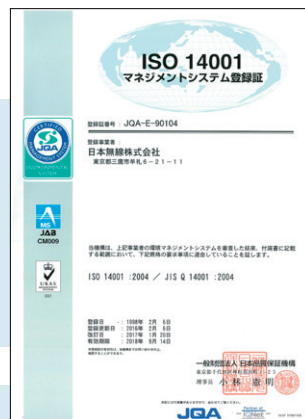 ISO 14001
マネジメントシステム登録証
登録証番号 : JQA-E-90104
登録事業者 :
日本無線株式会社
東京都三鷹市牟礼6-21-11
CERTIFIED
JQA
MS
JAB
CM009
UKAS
当機構は、上記事業者の環境マネジメントシステムを審査した結果、付属書に記載
する範囲において、下記規格の要求事項に適合していることを証します。
ISO 14001 :2004 / JIS Q 14001 :2004
登録日 : 1998年 2月 6日
登録更新日 : 2016年 2月 6日
改訂日 : 2017年 1月 20日
有効期限 : 2018年 9月 14日
一般財団法人 日本品質保証機構
理事長 小林 憲明
JQA
IQNet